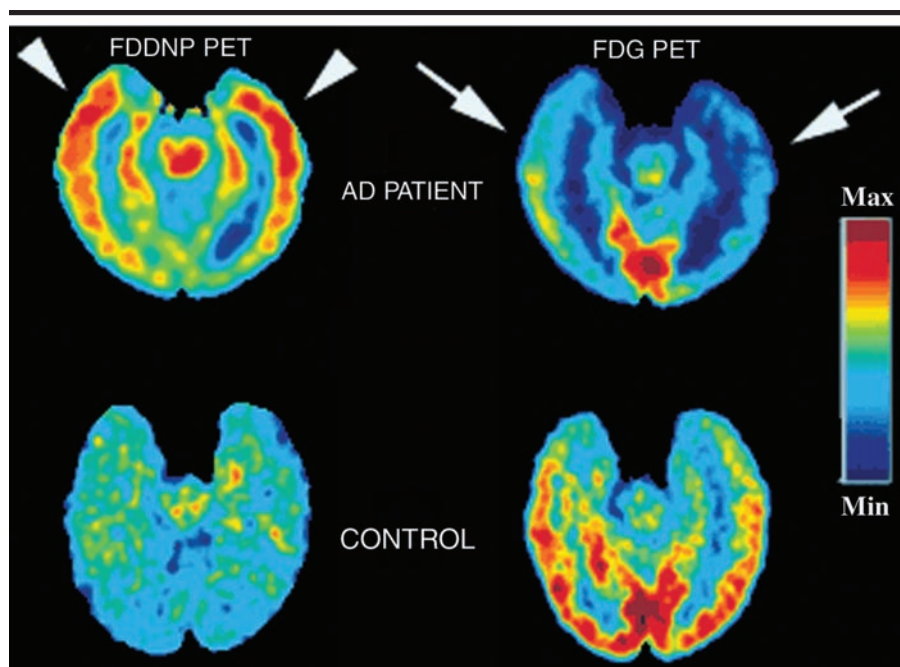 FDDNP PET
FDG PET
AD PATIENT
Max
Min
CONTROL